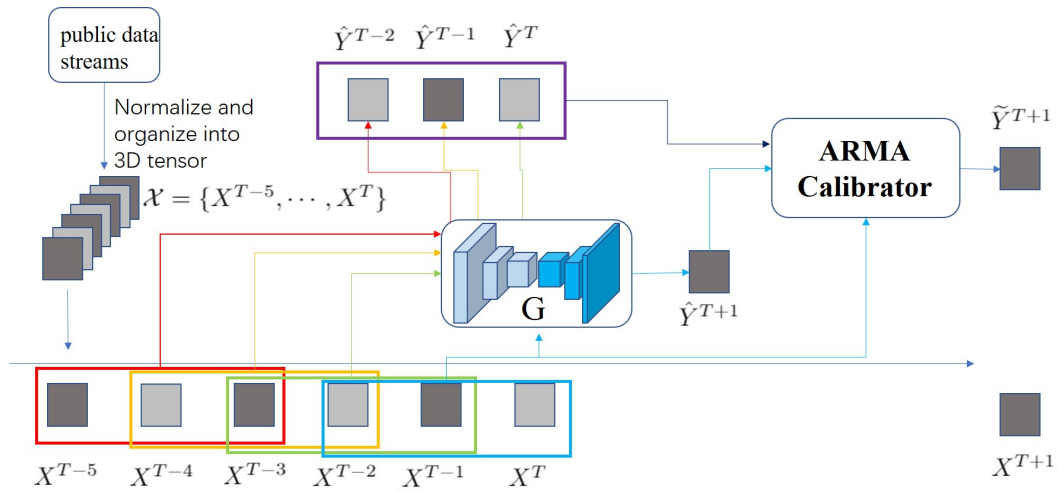 public data
streams
Normalize and
organize into
3D tensor
𝒳 = {X^{T−5}, ⋯ , X^{T}}
Ŷ^{T−2} Ŷ^{T−1} Ŷ^{T}
G
Ŷ^{T+1}
ARMA
Calibrator
Ỹ^{T+1}
X^{T−5} X^{T−4} X^{T−3} X^{T−2} X^{T−1} X^{T} X^{T+1}